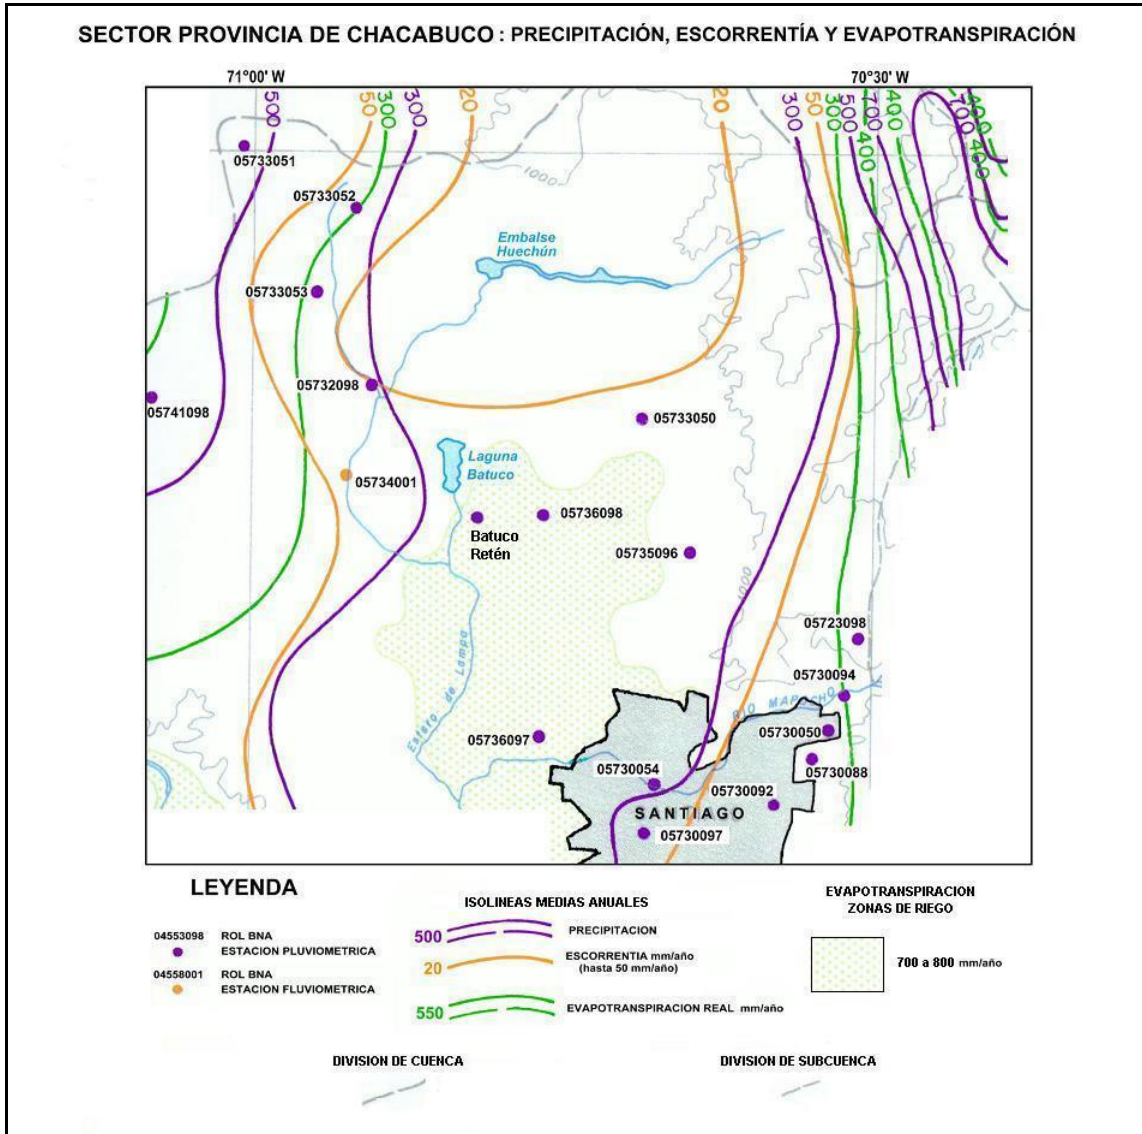 SECTOR PROVINCIA DE CHACABUCO : PRECIPITACIÓN, ESCORRENTÍA Y EVAPOTRANSPIRACIÓN
71°00' W
70°30' W
500
50
300
300
20
20
300
50
300
500
400
700
400
700
400
400
1000
05733051
05733052
Embalse
Huechún
05733053
05732098
05741098
05733050
Laguna
Batuco
05734001
05736098
Batuco
Retén
05735096
1000
05723098
Estero de Lampa
05730094
RIO MAPOCHO
05736097
05730050
05730054
05730088
05730092
SANTIAGO
05730097
LEYENDA
04553098 ROL BNA
ESTACION PLUVIOMETRICA
04558001 ROL BNA
ESTACION FLUVIOMETRICA
ISOLINEAS MEDIAS ANUALES
500 PRECIPITACION
20 ESCORRENTIA mm/año
(hasta 50 mm/año)
550 EVAPOTRANSPIRACION REAL mm/año
EVAPOTRANSPIRACION
ZONAS DE RIEGO
700 a 800 mm/año
DIVISION DE CUENCA
DIVISION DE SUBCUENCA